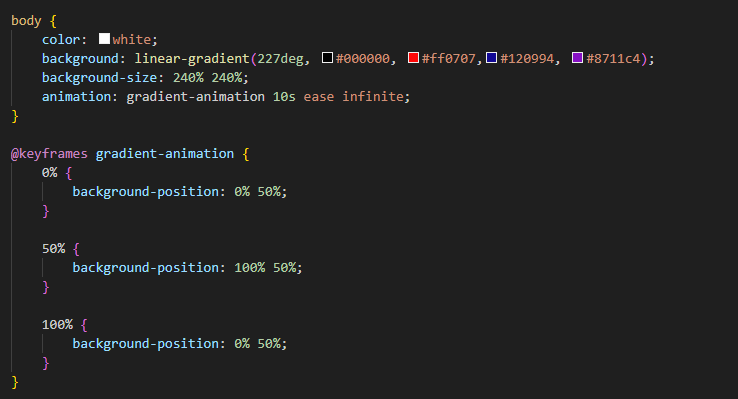 body {
    color: white;
    background: linear-gradient(227deg, #000000, #ff0707,#120994, #8711c4);
    background-size: 240% 240%;
    animation: gradient-animation 10s ease infinite;
}

@keyframes gradient-animation {
    0% {
        background-position: 0% 50%;
    }

    50% {
        background-position: 100% 50%;
    }

    100% {
        background-position: 0% 50%;
    }
}